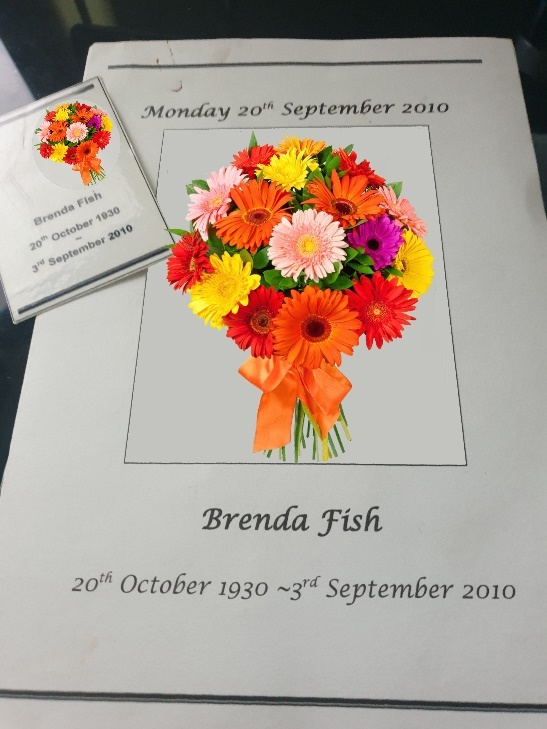 Monday 20th September 2010
Brenda Fish
20th October 1930 ~3rd September 2010
Brenda Fish
20th October 1930
~
3rd September 2010